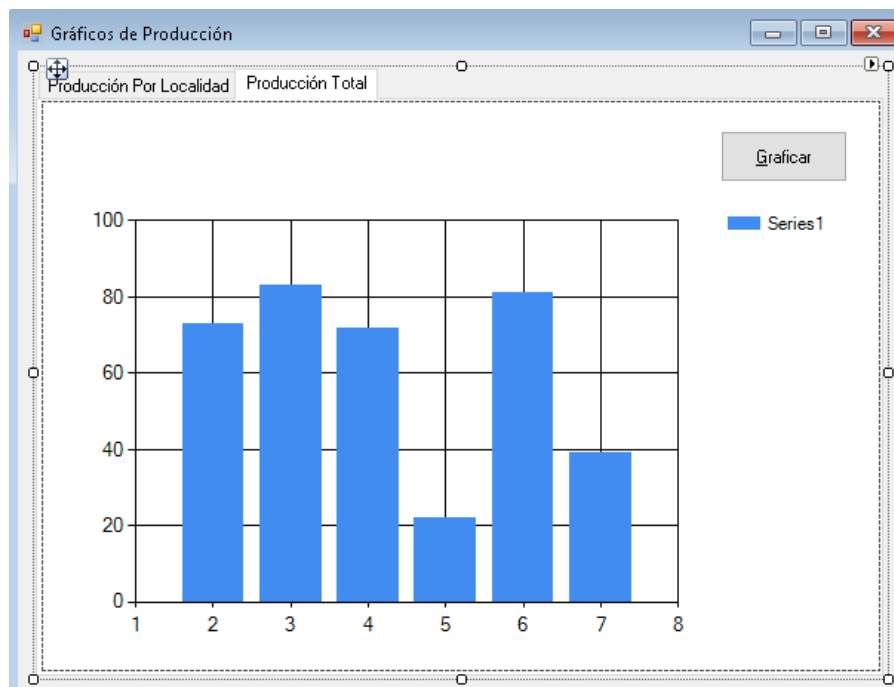 Gráficos de Producción
Producción Por Localidad Producción Total
Graficar
Series1
100
80
60
40
20
0
1 2 3 4 5 6 7 8